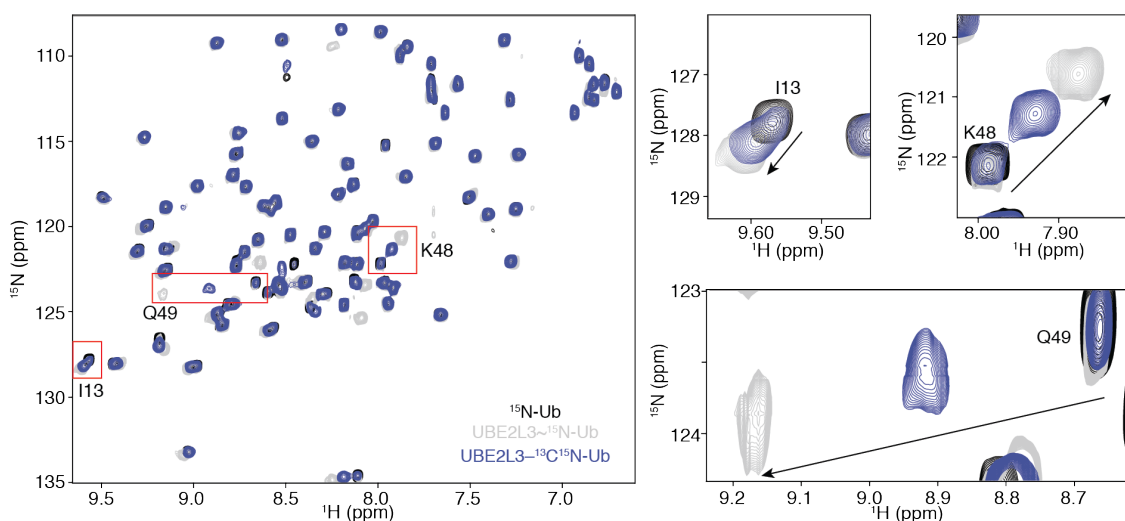 110
115
120
125
130
135
¹⁵N (ppm)
9.5
9.0
8.5
8.0
7.5
7.0
¹H (ppm)
K48
Q49
I13
¹⁵N-Ub
UBE2L3~¹⁵N-Ub
UBE2L3–¹³C¹⁵N-Ub
127
128
129
¹⁵N (ppm)
I13
9.60
9.50
¹H (ppm)
120
121
122
¹⁵N (ppm)
K48
8.00
7.90
¹H (ppm)
123
124
¹⁵N (ppm)
Q49
9.2
9.1
9.0
8.9
8.8
8.7
¹H (ppm)